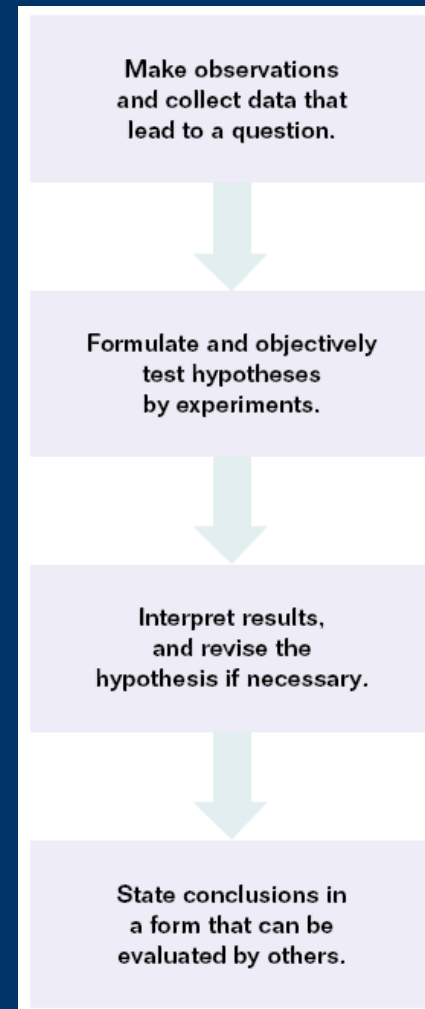 Make observations
and collect data that
lead to a question.
Formulate and objectively
test hypotheses
by experiments.
Interpret results,
and revise the
hypothesis if necessary.
State conclusions in
a form that can be
evaluated by others.